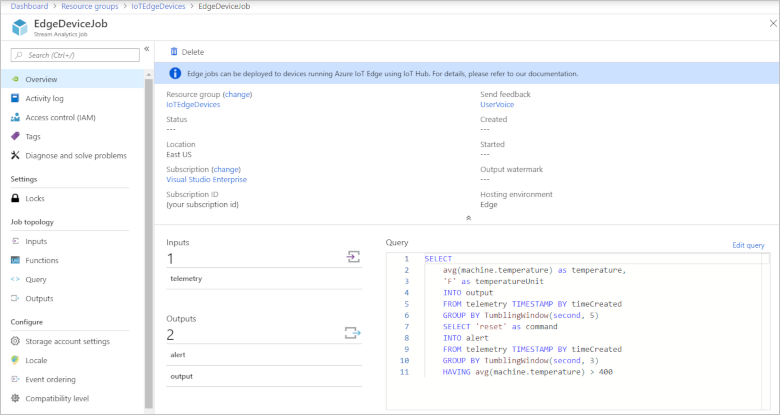 Dashboard > Resource groups > IoTEdgeDevices > EdgeDeviceJob
EdgeDeviceJob
Stream Analytics job
Search (Ctrl+/)
Overview
Activity log
Access control (IAM)
Tags
Diagnose and solve problems
Settings
Locks
Job topology
Inputs
Functions
Query
Outputs
Configure
Storage account settings
Locale
Event ordering
Compatibility level
Delete
Edge jobs can be deployed to devices running Azure IoT Edge using IoT Hub. For details, please refer to our documentation.
Resource group (change)
IoTEdgeDevices
Status
---
Location
East US
Subscription (change)
Visual Studio Enterprise
Subscription ID
(your subscription id)
Send feedback
UserVoice
Created
---
Started
---
Output watermark
---
Hosting environment
Edge
Inputs
1
telemetry
Outputs
2
alert
output
Query
Edit query
1 SELECT
2 avg(machine.temperature) as temperature,
3 'F' as temperatureUnit
4 INTO output
5 FROM telemetry TIMESTAMP BY timeCreated
6 GROUP BY TumblingWindow(second, 5)
7 SELECT 'reset' as command
8 INTO alert
9 FROM telemetry TIMESTAMP BY timeCreated
10 GROUP BY TumblingWindow(second, 3)
11 HAVING avg(machine.temperature) > 400